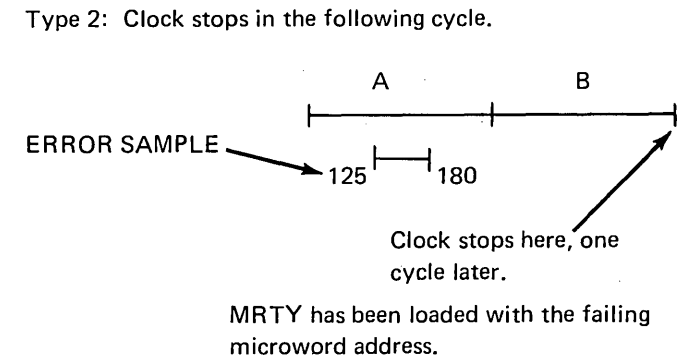 Type 2: Clock stops in the following cycle.
A B
ERROR SAMPLE
125 180
Clock stops here, one
cycle later.
MRTY has been loaded with the failing
microword address.